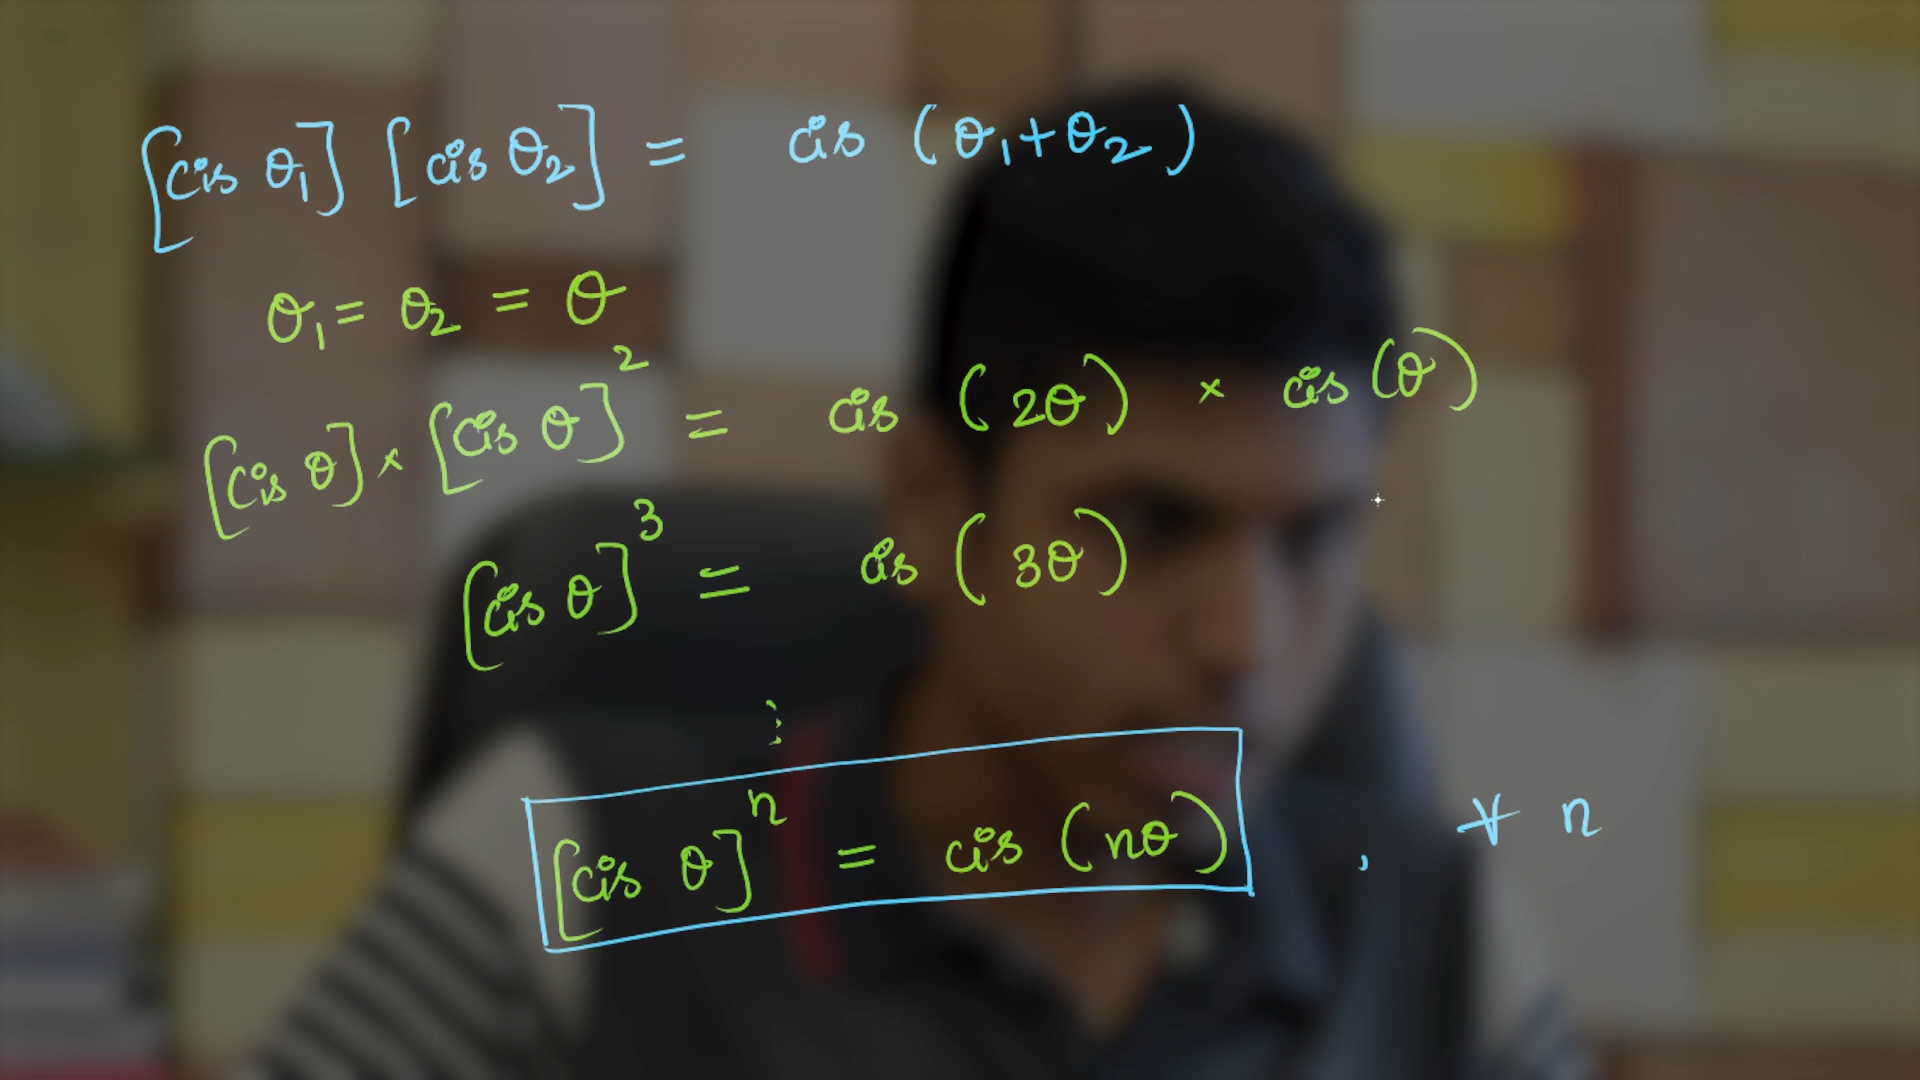 [cis θ₁] [cis θ₂] = cis (θ₁+θ₂)
θ₁ = θ₂ = θ
[cis θ] × [cis θ]² = cis (2θ) × cis (θ)
[cis θ]³ = cis (3θ)
⋮
[cis θ]ⁿ = cis (nθ) , ∀ n